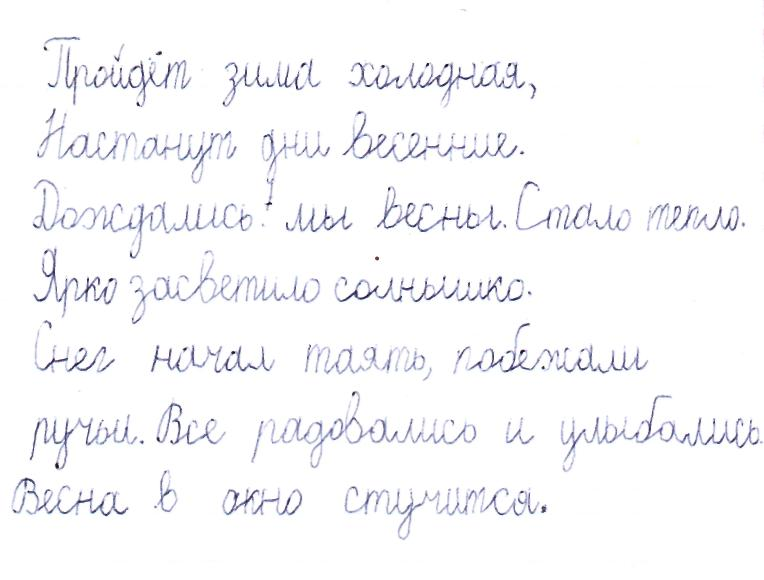 Пройдёт зима холодная,
Настанут дни весенние.
Дождались! мы весны. Стало тепло.
Ярко засветило солнышко.
Снег начал таять, побежали
ручьи. Все радовались и улыбались.
Весна в окно стучится.